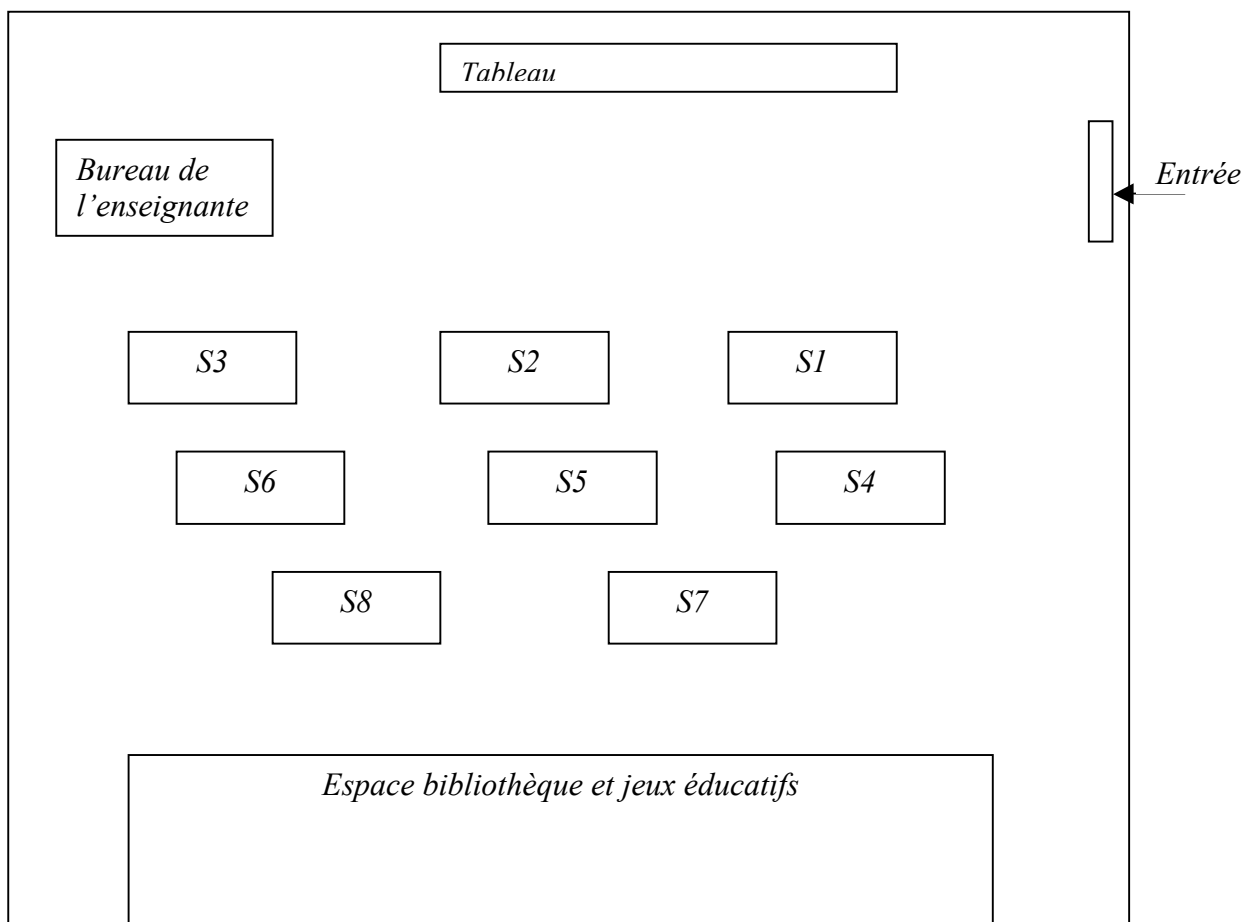 Tableau
Bureau de
l’enseignante
Entrée
S3
S2
S1
S6
S5
S4
S8
S7
Espace bibliothèque et jeux éducatifs